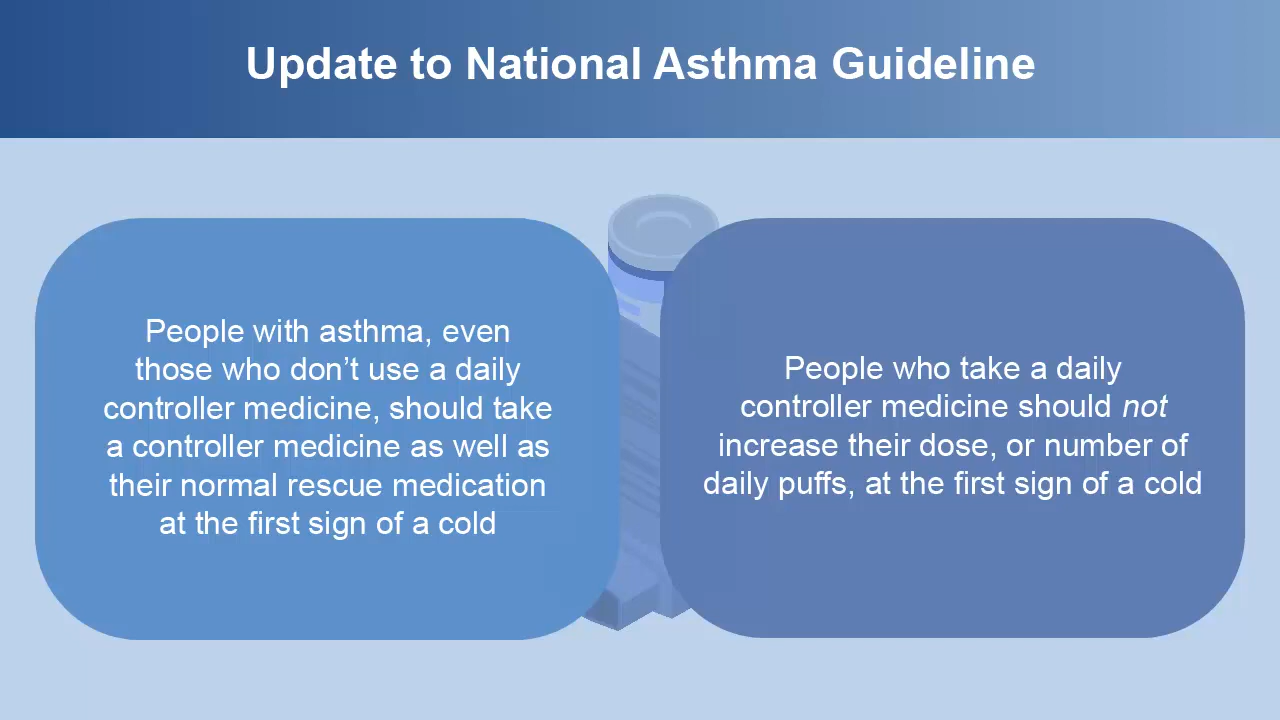 Update to National Asthma Guideline
People with asthma, even
those who don’t use a daily
controller medicine, should take
a controller medicine as well as
their normal rescue medication
at the first sign of a cold
People who take a daily
controller medicine should not
increase their dose, or number of
daily puffs, at the first sign of a cold